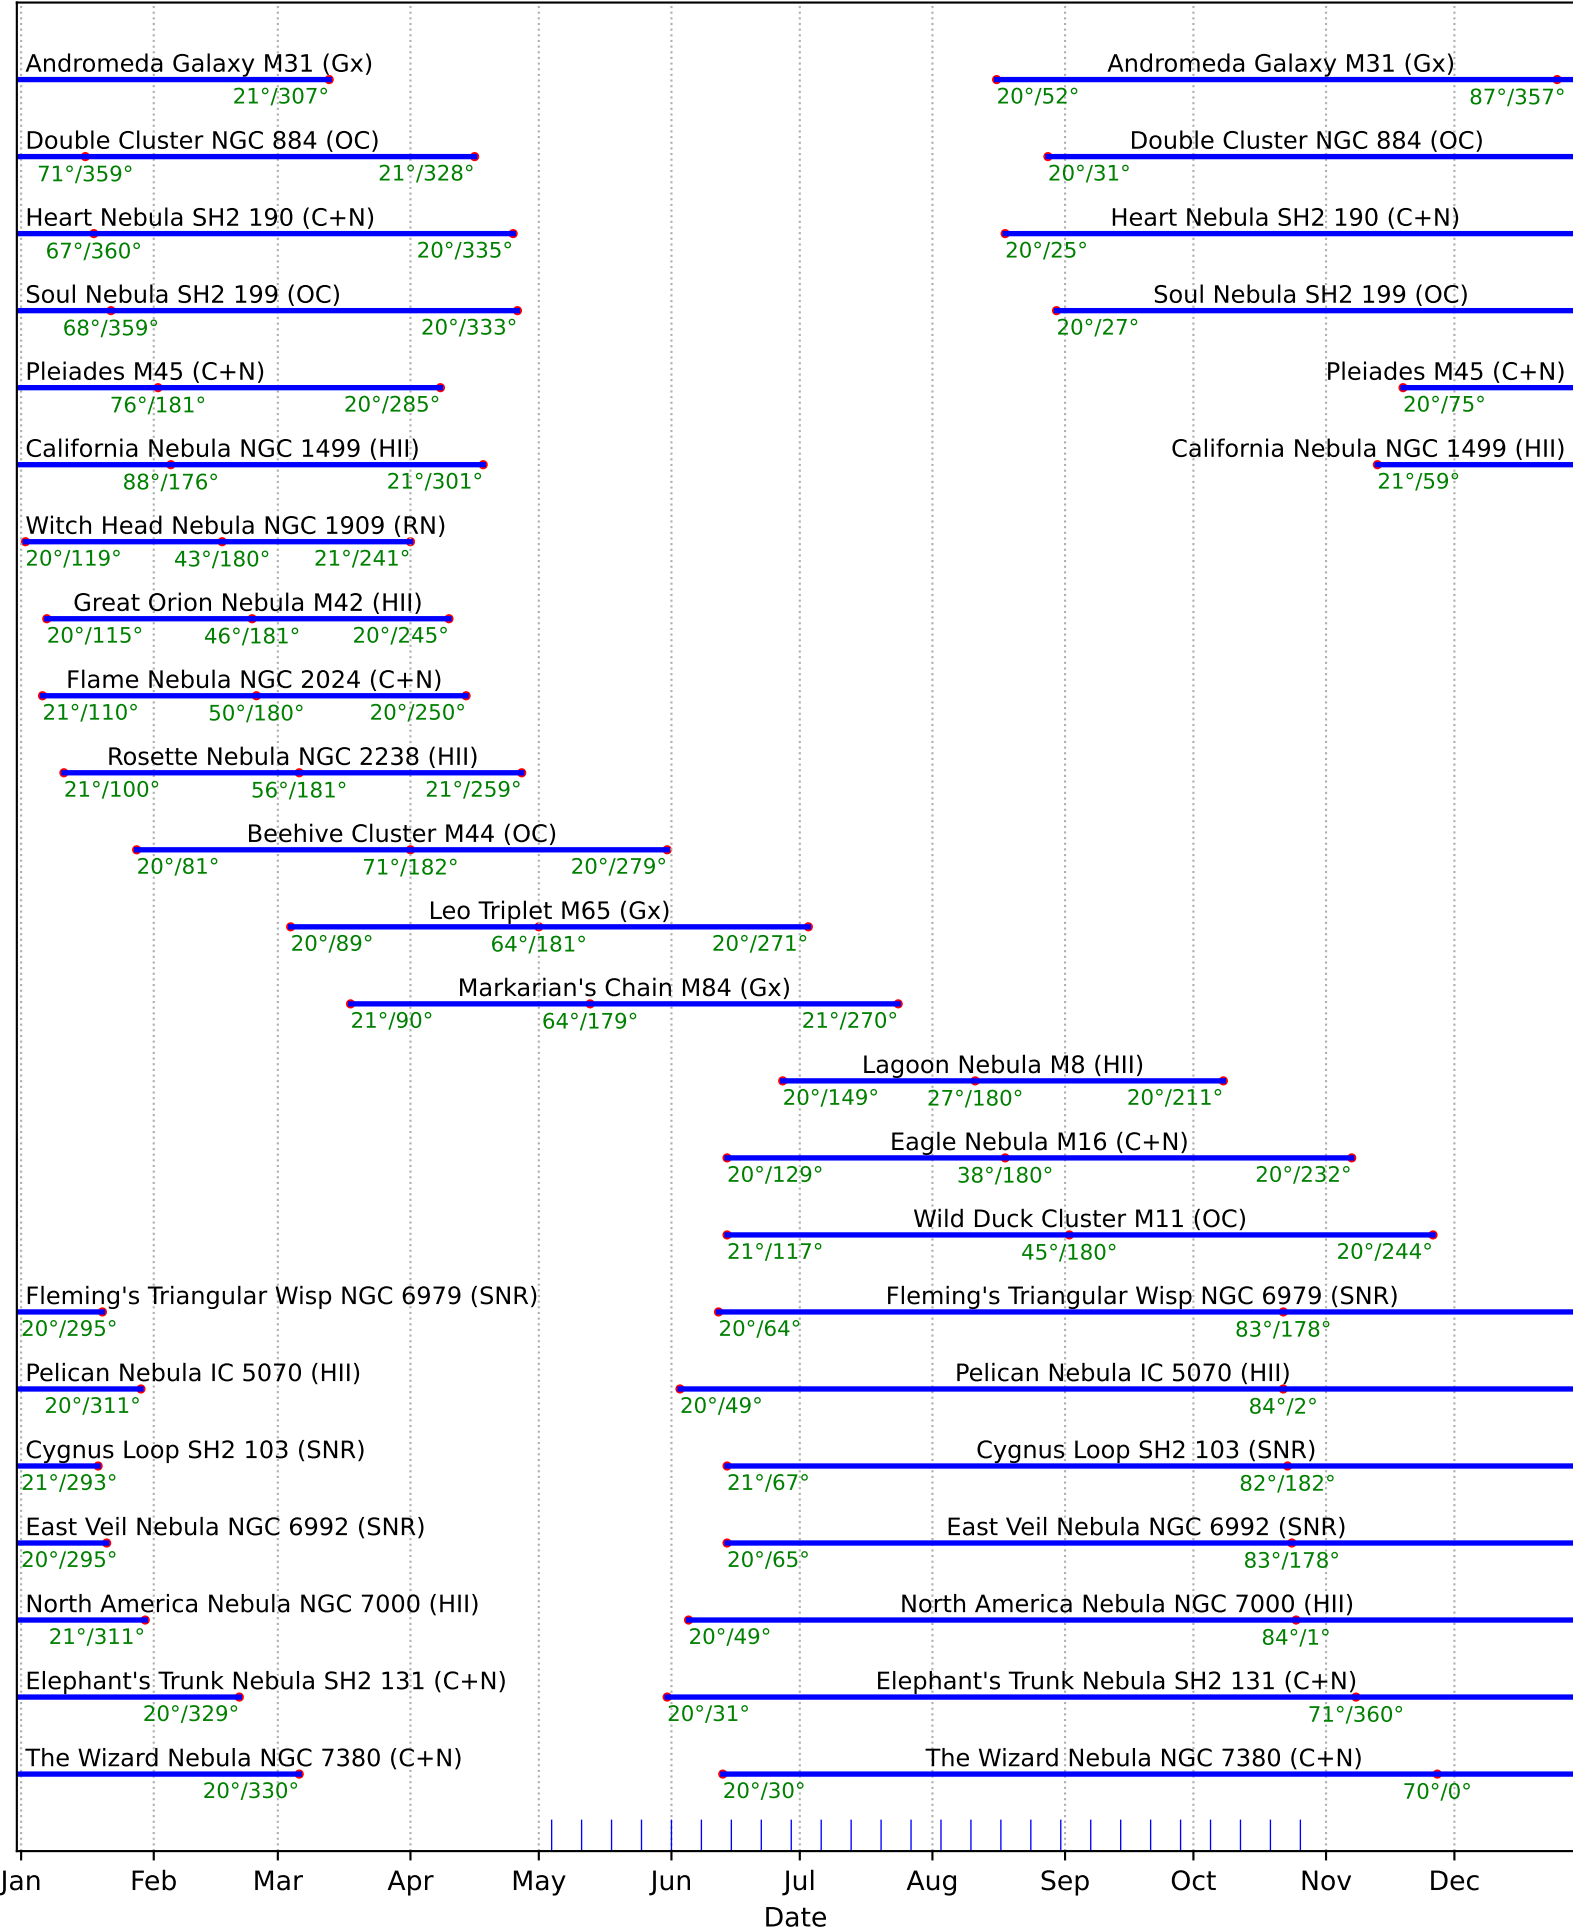 Andromeda Galaxy M31 (Gx) Andromeda Galaxy M31 (Gx)
21°/307° 20°/52° 87°/357°
Double Cluster NGC 884 (OC) Double Cluster NGC 884 (OC)
71°/359° 21°/328° 20°/31°
Heart Nebula SH2 190 (C+N) Heart Nebula SH2 190 (C+N)
67°/360° 20°/335° 20°/25°
Soul Nebula SH2 199 (OC) Soul Nebula SH2 199 (OC)
68°/359° 20°/333° 20°/27°
Pleiades M45 (C+N) Pleiades M45 (C+N)
76°/181° 20°/285° 20°/75°
California Nebula NGC 1499 (HII) California Nebula NGC 1499 (HII)
88°/176° 21°/301° 21°/59°
Witch Head Nebula NGC 1909 (RN)
20°/119° 43°/180° 21°/241°
Great Orion Nebula M42 (HII)
20°/115° 46°/181° 20°/245°
Flame Nebula NGC 2024 (C+N)
21°/110° 50°/180° 20°/250°
Rosette Nebula NGC 2238 (HII)
21°/100° 56°/181° 21°/259°
Beehive Cluster M44 (OC)
20°/81° 71°/182° 20°/279°
Leo Triplet M65 (Gx)
20°/89° 64°/181° 20°/271°
Markarian's Chain M84 (Gx)
21°/90° 64°/179° 21°/270°
Lagoon Nebula M8 (HII)
20°/149° 27°/180° 20°/211°
Eagle Nebula M16 (C+N)
20°/129° 38°/180° 20°/232°
Wild Duck Cluster M11 (OC)
21°/117° 45°/180° 20°/244°
Fleming's Triangular Wisp NGC 6979 (SNR) Fleming's Triangular Wisp NGC 6979 (SNR)
20°/295° 20°/64° 83°/178°
Pelican Nebula IC 5070 (HII) Pelican Nebula IC 5070 (HII)
20°/311° 20°/49° 84°/2°
Cygnus Loop SH2 103 (SNR) Cygnus Loop SH2 103 (SNR)
21°/293° 21°/67° 82°/182°
East Veil Nebula NGC 6992 (SNR) East Veil Nebula NGC 6992 (SNR)
20°/295° 20°/65° 83°/178°
North America Nebula NGC 7000 (HII) North America Nebula NGC 7000 (HII)
21°/311° 20°/49° 84°/1°
Elephant's Trunk Nebula SH2 131 (C+N) Elephant's Trunk Nebula SH2 131 (C+N)
20°/329° 20°/31° 71°/360°
The Wizard Nebula NGC 7380 (C+N) The Wizard Nebula NGC 7380 (C+N)
20°/330° 20°/30° 70°/0°
Jan Feb Mar Apr May Jun Jul Aug Sep Oct Nov Dec
Date